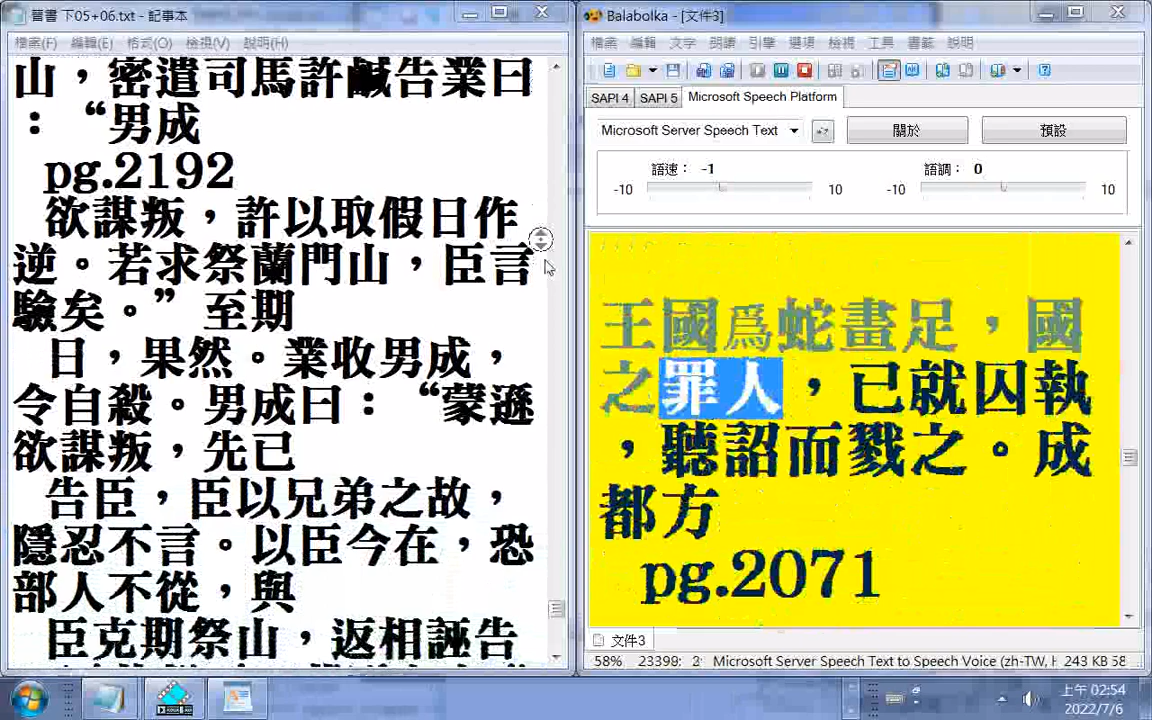 晉書 下05+06.txt - 記事本
檔案(F) 編輯(E) 格式(O) 檢視(V) 說明(H)
山，密遣司馬許鹹告業曰
：“男成
pg.2192
欲謀叛，許以取假日作
逆。若求祭蘭門山，臣言
驗矣。”至期
日，果然。業收男成，
令自殺。男成曰：“蒙遜
欲謀叛，先已
告臣，臣以兄弟之故，
隱忍不言。以臣今在，恐
部人不從，與
臣克期祭山，返相誣告
Balabolka - [文件3]
檔案 編輯 文字 朗讀 引擎 選項 檢視 工具 書籤 說明
SAPI 4 SAPI 5 Microsoft Speech Platform
Microsoft Server Speech Text 關於 預設
語速： -1 語調： 0
-10 10 -10 10
王國爲蛇畫足，國
之罪人，已就囚執
，聽詔而戮之。成
都方
pg.2071
文件3
58% 23399: 2 Microsoft Server Speech Text to Speech Voice (zh-TW, H 243 KB 58
上午 02:54
2022/7/6